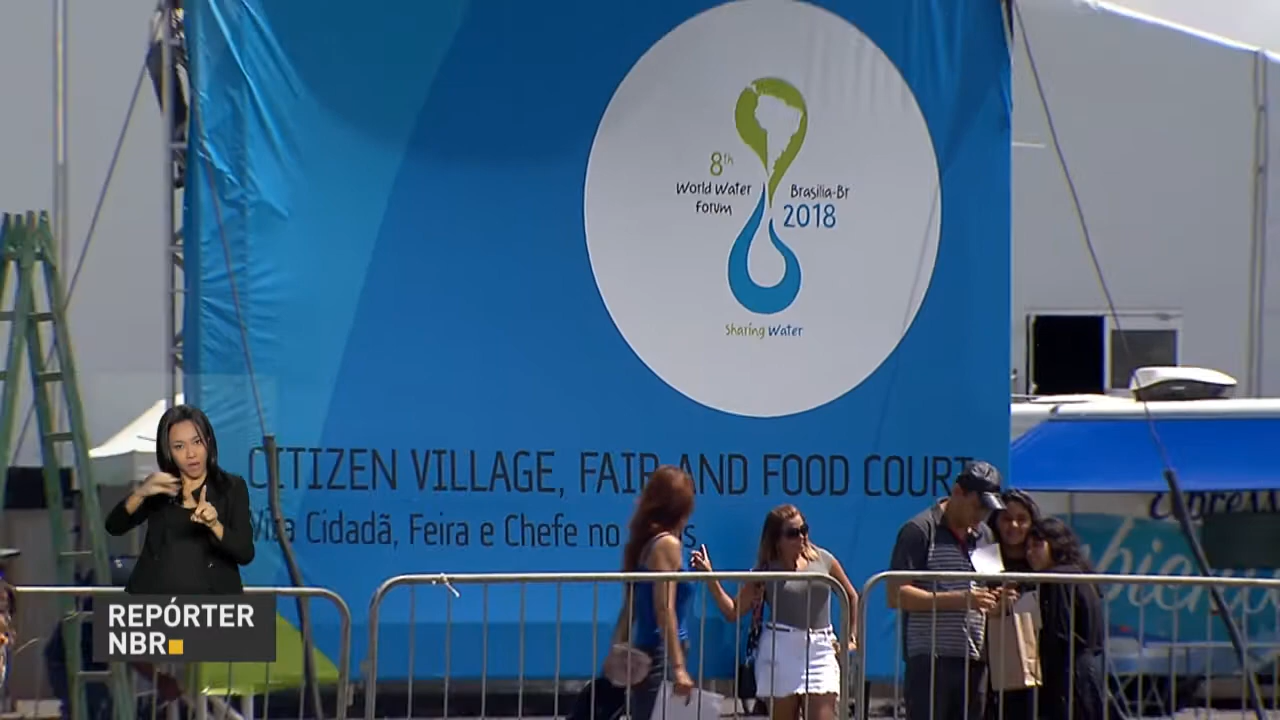 8th
World Water
Forum
Brasília-Br
2018
Sharing Water
CITIZEN VILLAGE, FAIR AND FOOD COURT
Vila Cidadã, Feira e Chefe no
REPÓRTER
NBR